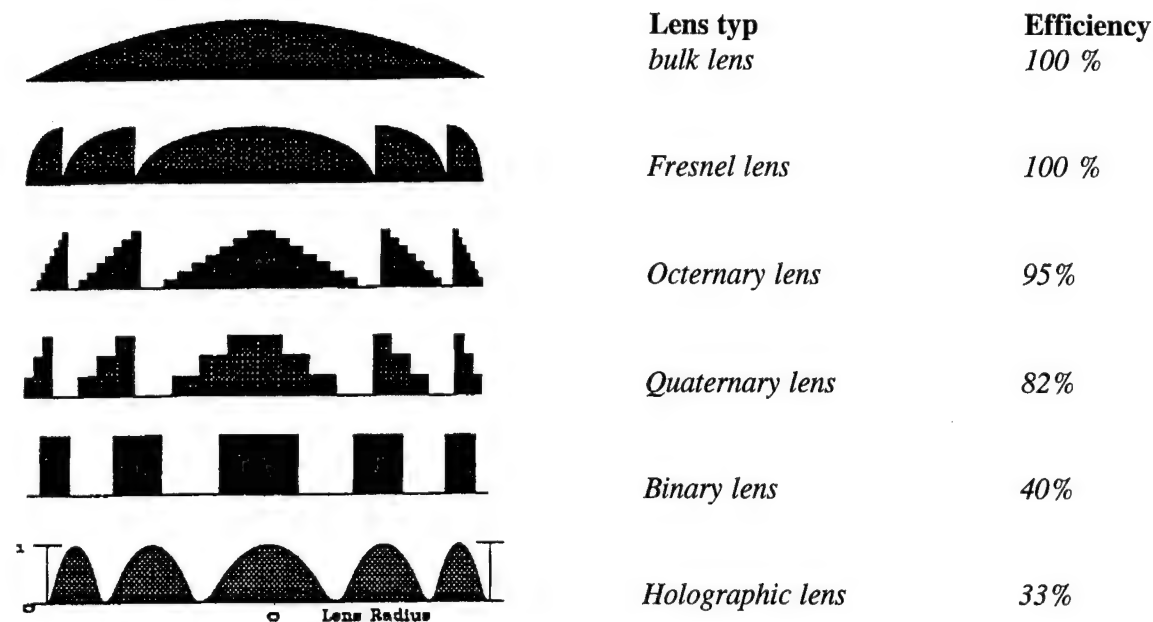 Lens typ Efficiency
bulk lens 100 %
Fresnel lens 100 %
Octernary lens 95%
Quaternary lens 82%
Binary lens 40%
1
Holographic lens 33%
0
0 Lens Radius